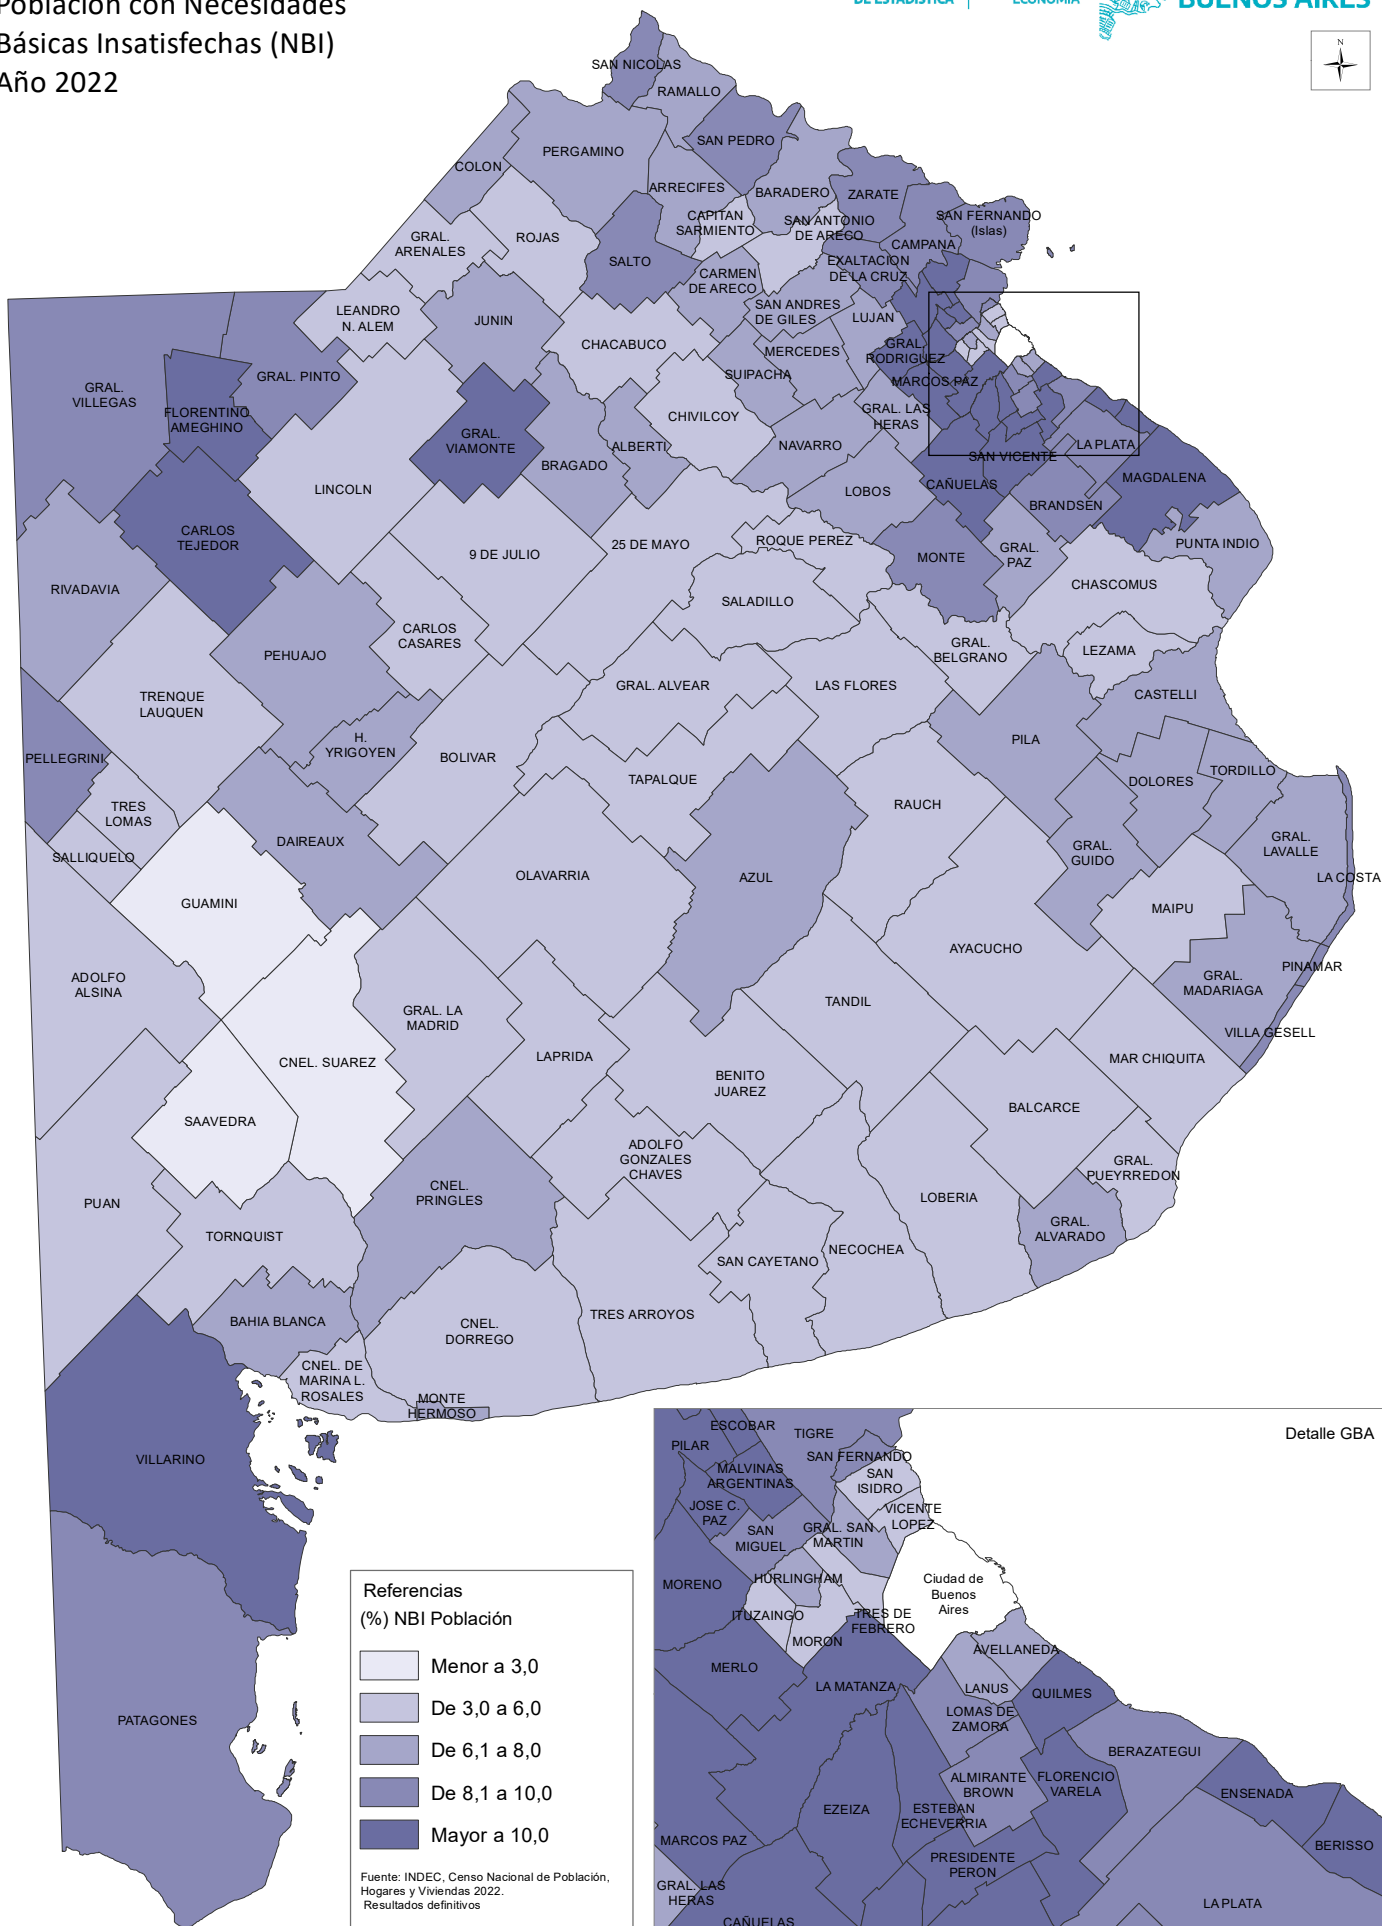 Población con Necesidades
Básicas Insatisfechas (NBI)
Año 2022
DE ESTADÍSTICA
ECONOMÍA
BUENOS AIRES
N
SAN NICOLAS
RAMALLO
SAN PEDRO
COLON
PERGAMINO
ARRECIFES
BARADERO
ZARATE
CAPITAN
SARMIENTO
SAN ANTONIO
DE ARECO
SAN FERNANDO
(Islas)
GRAL.
ARENALES
ROJAS
SALTO
CAMPANA
EXALTACION
DE LA CRUZ
CARMEN
DE ARECO
LEANDRO
N. ALEM
JUNIN
SAN ANDRES
DE GILES
LUJAN
CHACABUCO
MERCEDES
GRAL.
RODRIGUEZ
SUIPACHA
MARCOS PAZ
GRAL.
VILLEGAS
GRAL. PINTO
FLORENTINO
AMEGHINO
CHIVILCOY
GRAL. LAS
HERAS
GRAL.
VIAMONTE
ALBERTI
NAVARRO
LA PLATA
BRAGADO
SAN VICENTE
LINCOLN
LOBOS
CAÑUELAS
MAGDALENA
BRANDSEN
CARLOS
TEJEDOR
9 DE JULIO
25 DE MAYO
ROQUE PEREZ
MONTE
GRAL.
PAZ
PUNTA INDIO
RIVADAVIA
CHASCOMUS
SALADILLO
CARLOS
CASARES
PEHUAJO
GRAL.
BELGRANO
LEZAMA
TRENQUE
LAUQUEN
GRAL. ALVEAR
LAS FLORES
CASTELLI
H.
YRIGOYEN
PILA
PELLEGRINI
BOLIVAR
TAPALQUE
DOLORES
TORDILLO
TRES
LOMAS
RAUCH
DAIREAUX
GRAL.
GUIDO
GRAL.
LAVALLE
SALLIQUELO
OLAVARRIA
AZUL
LA COSTA
GUAMINI
MAIPU
AYACUCHO
PINAMAR
ADOLFO
ALSINA
GRAL.
MADARIAGA
GRAL. LA
MADRID
TANDIL
VILLA GESELL
CNEL. SUAREZ
LAPRIDA
MAR CHIQUITA
BENITO
JUAREZ
SAAVEDRA
BALCARCE
ADOLFO
GONZALES
CHAVES
GRAL.
PUEYRREDON
CNEL.
PRINGLES
PUAN
LOBERIA
TORNQUIST
GRAL.
ALVARADO
NECOCHEA
SAN CAYETANO
BAHIA BLANCA
TRES ARROYOS
CNEL.
DORREGO
CNEL. DE
MARINA L.
ROSALES
MONTE
HERMOSO
VILLARINO
PATAGONES
Referencias
(%) NBI Población
Menor a 3,0
De 3,0 a 6,0
De 6,1 a 8,0
De 8,1 a 10,0
Mayor a 10,0
Fuente: INDEC, Censo Nacional de Población,
Hogares y Viviendas 2022.
Resultados definitivos
Detalle GBA
ESCOBAR
TIGRE
PILAR
SAN FERNANDO
MALVINAS
ARGENTINAS
SAN
ISIDRO
JOSE C.
PAZ
VICENTE
LOPEZ
SAN
MIGUEL
GRAL. SAN
MARTIN
HURLINGHAM
MORENO
Ciudad de
Buenos
Aires
ITUZAINGO
TRES DE
FEBRERO
MORON
AVELLANEDA
MERLO
LA MATANZA
LANUS
QUILMES
LOMAS DE
ZAMORA
BERAZATEGUI
ALMIRANTE
BROWN
FLORENCIO
VARELA
ENSENADA
EZEIZA
ESTEBAN
ECHEVERRIA
MARCOS PAZ
BERISSO
PRESIDENTE
PERON
GRAL. LAS
HERAS
LA PLATA
CAÑUELAS